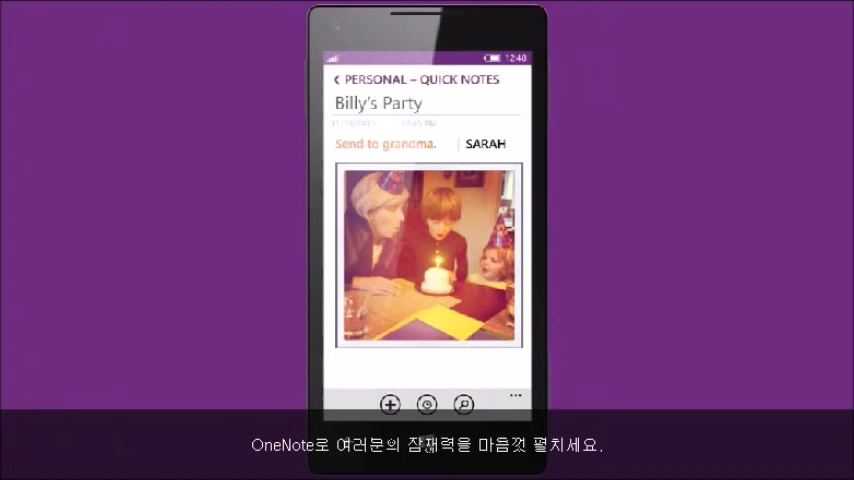 12:48
PERSONAL – QUICK NOTES
Billy's Party
Send to grandma. SARAH
OneNote로 여러분의 잠재력을 마음껏 펼치세요.